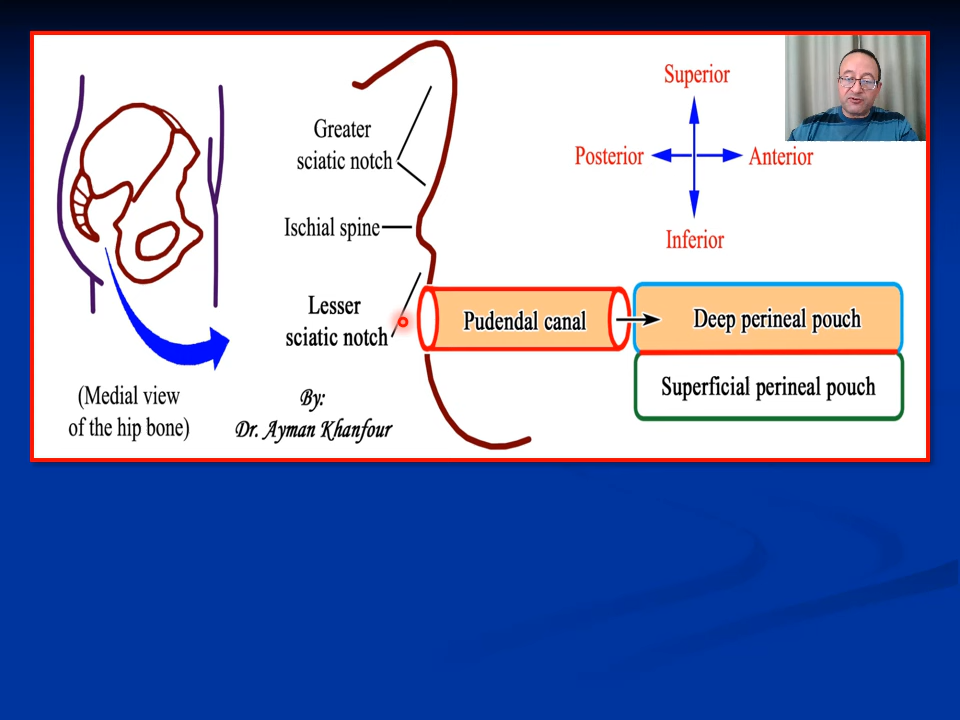 Superior
Posterior
Anterior
Inferior
Greater
sciatic notch
Ischial spine
Lesser
sciatic notch
Pudendal canal
Deep perineal pouch
Superficial perineal pouch
(Medial view
of the hip bone)
By:
Dr. Ayman Khanfour